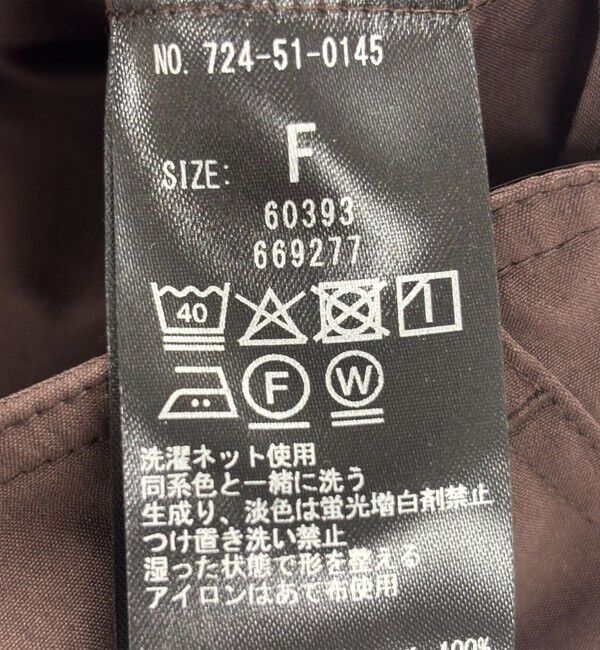 NO. 724-51-0145
SIZE: F
60393
669277
40
F W
洗濯ネット使用
同系色と一緒に洗う
生成り、淡色は蛍光増白剤禁止
つけ置き洗い禁止
湿った状態で形を整える
アイロンはあて布使用
100%